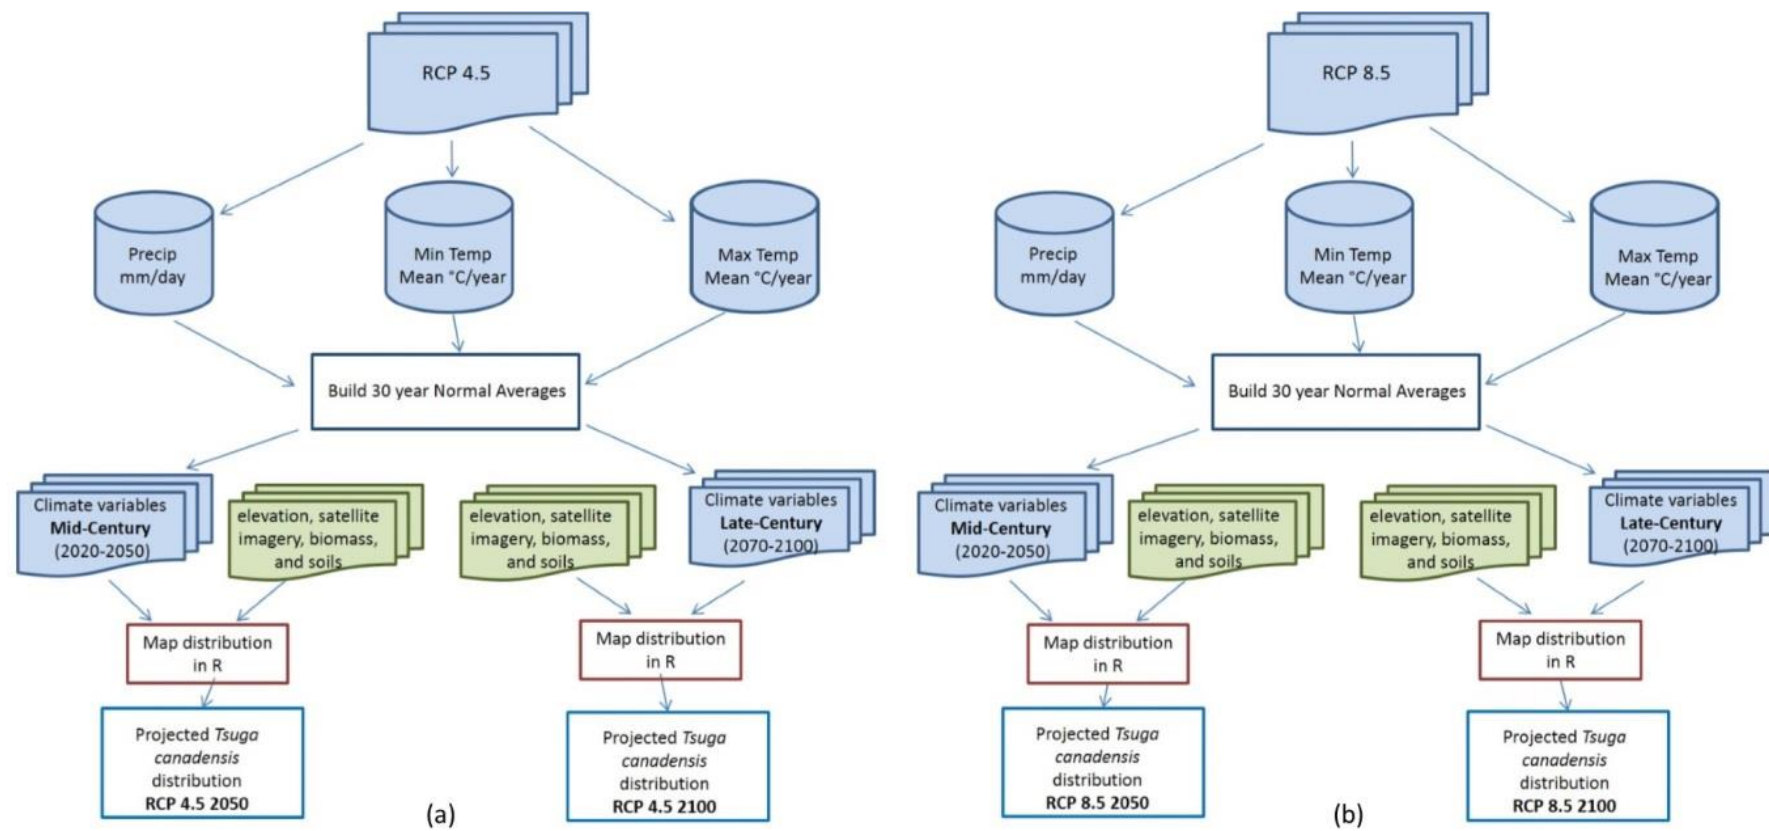 RCP 4.5
Precip
mm/day
Min Temp
Mean °C/year
Max Temp
Mean °C/year
Build 30 year Normal Averages
Climate variables
Mid-Century
(2020-2050)
elevation, satellite
imagery, biomass,
and soils
elevation, satellite
imagery, biomass,
and soils
Climate variables
Late-Century
(2070-2100)
Map distribution
in R
Map distribution
in R
Projected Tsuga
canadensis
distribution
RCP 4.5 2050
Projected Tsuga
canadensis
distribution
RCP 4.5 2100
(a)
RCP 8.5
Precip
mm/day
Min Temp
Mean °C/year
Max Temp
Mean °C/year
Build 30 year Normal Averages
Climate variables
Mid-Century
(2020-2050)
elevation, satellite
imagery, biomass,
and soils
elevation, satellite
imagery, biomass,
and soils
Climate variables
Late-Century
(2070-2100)
Map distribution
in R
Map distribution
in R
Projected Tsuga
canadensis
distribution
RCP 8.5 2050
Projected Tsuga
canadensis
distribution
RCP 8.5 2100
(b)